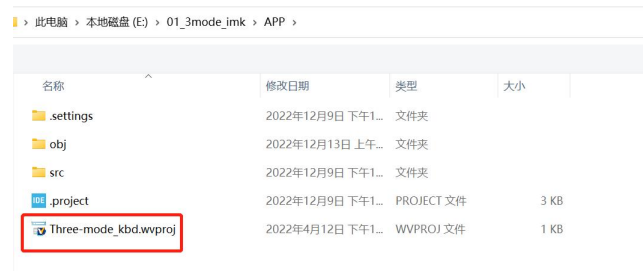 此电脑 > 本地磁盘 (E:) > 01_3mode_imk > APP >
名称 修改日期 类型 大小
.settings 2022年12月9日 下午1... 文件夹
obj 2022年12月13日 上午... 文件夹
src 2022年12月9日 下午1... 文件夹
IDE .project 2022年12月9日 下午1... PROJECT 文件 3 KB
Three-mode_kbd.wvproj 2022年4月12日 下午1... WVPROJ 文件 1 KB